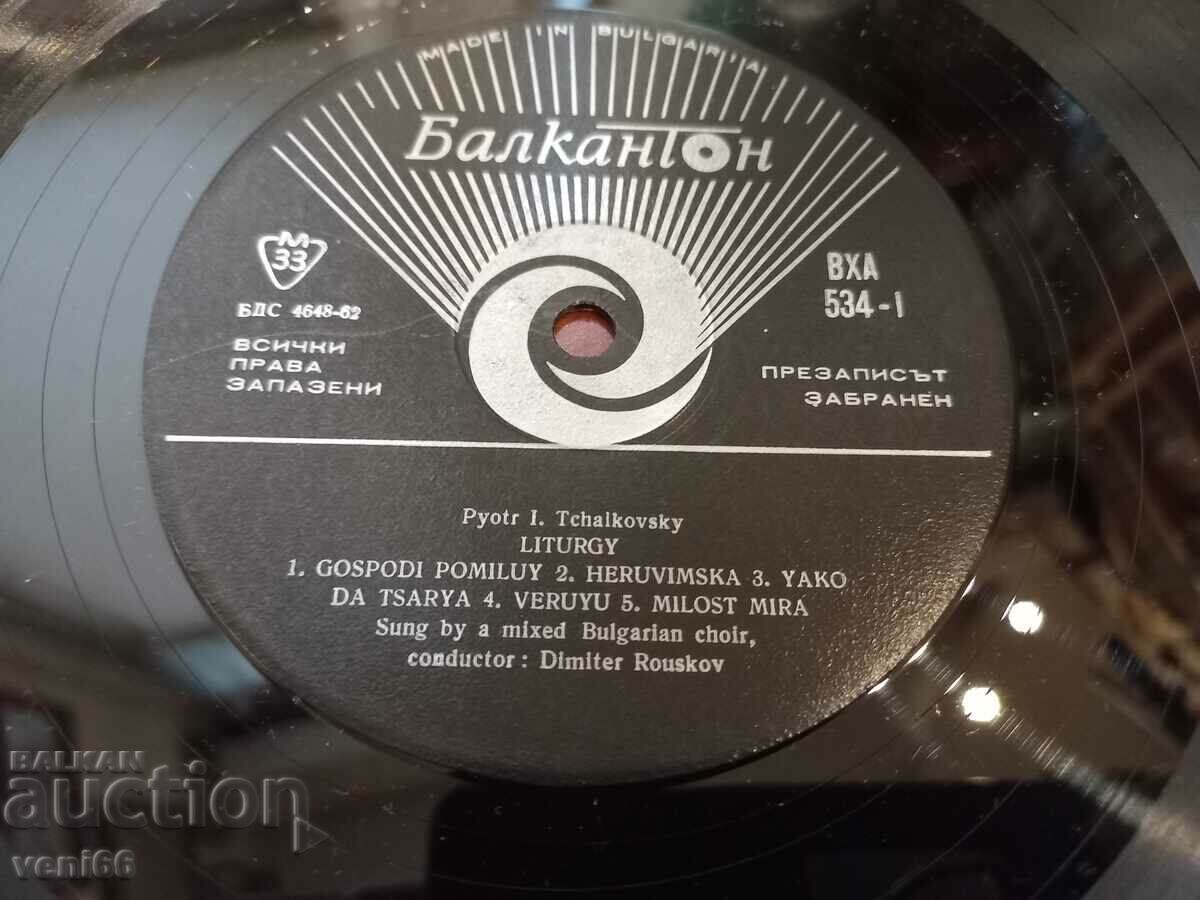 MADE IN BULGARIA
Балкантон
М
33
БДС 4648-62
ВСИЧКИ
ПРАВА
ЗАПАЗЕНИ
ВХА
534-I
ПРЕЗАПИСЪТ
ЗАБРАНЕН
Pyotr I. Tchaikovsky
LITURGY
1. GOSPODI POMILUY 2. HERUVIMSKA 3. YAKO
DA TSARYA 4. VERUYU 5. MILOST MIRA
Sung by a mixed Bulgarian choir,
conductor: Dimiter Rouskov
BALKAN
auction
veni66